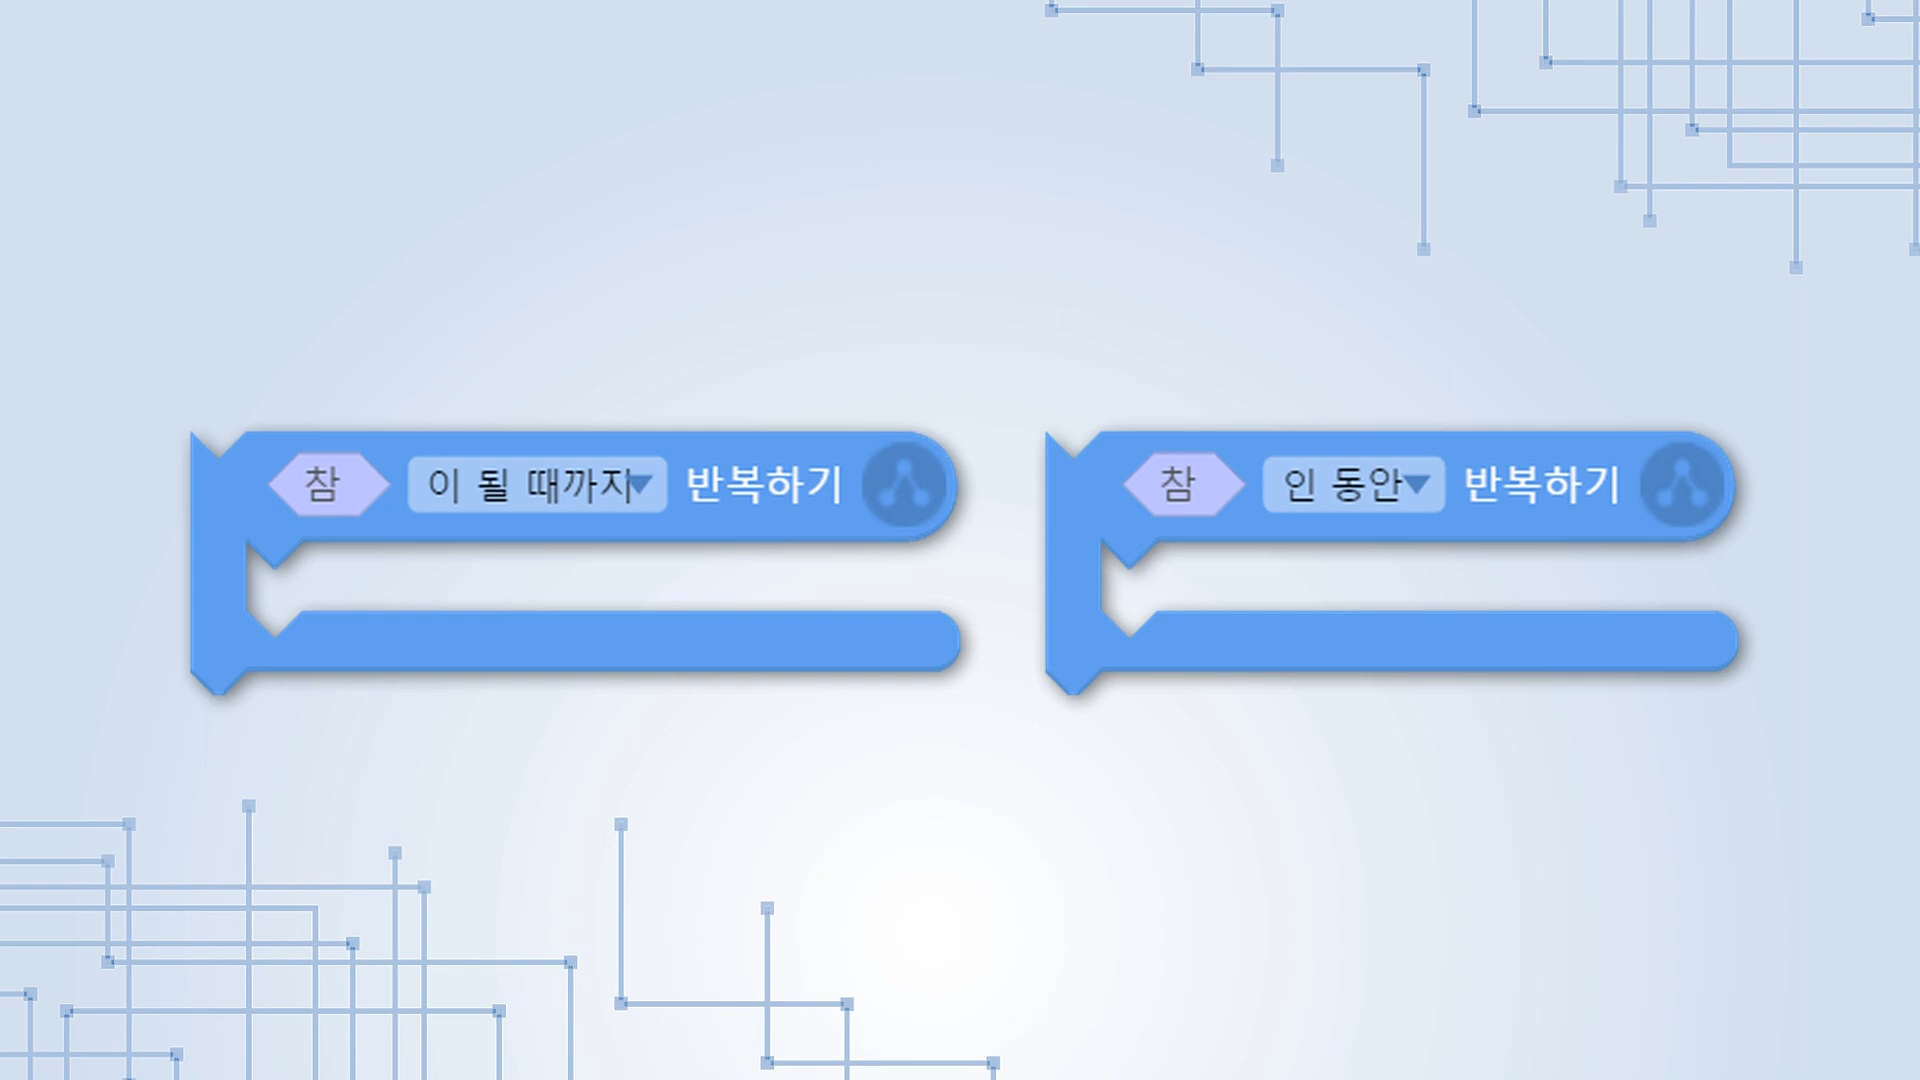 참 이 될 때까지 반복하기
참 인 동안 반복하기